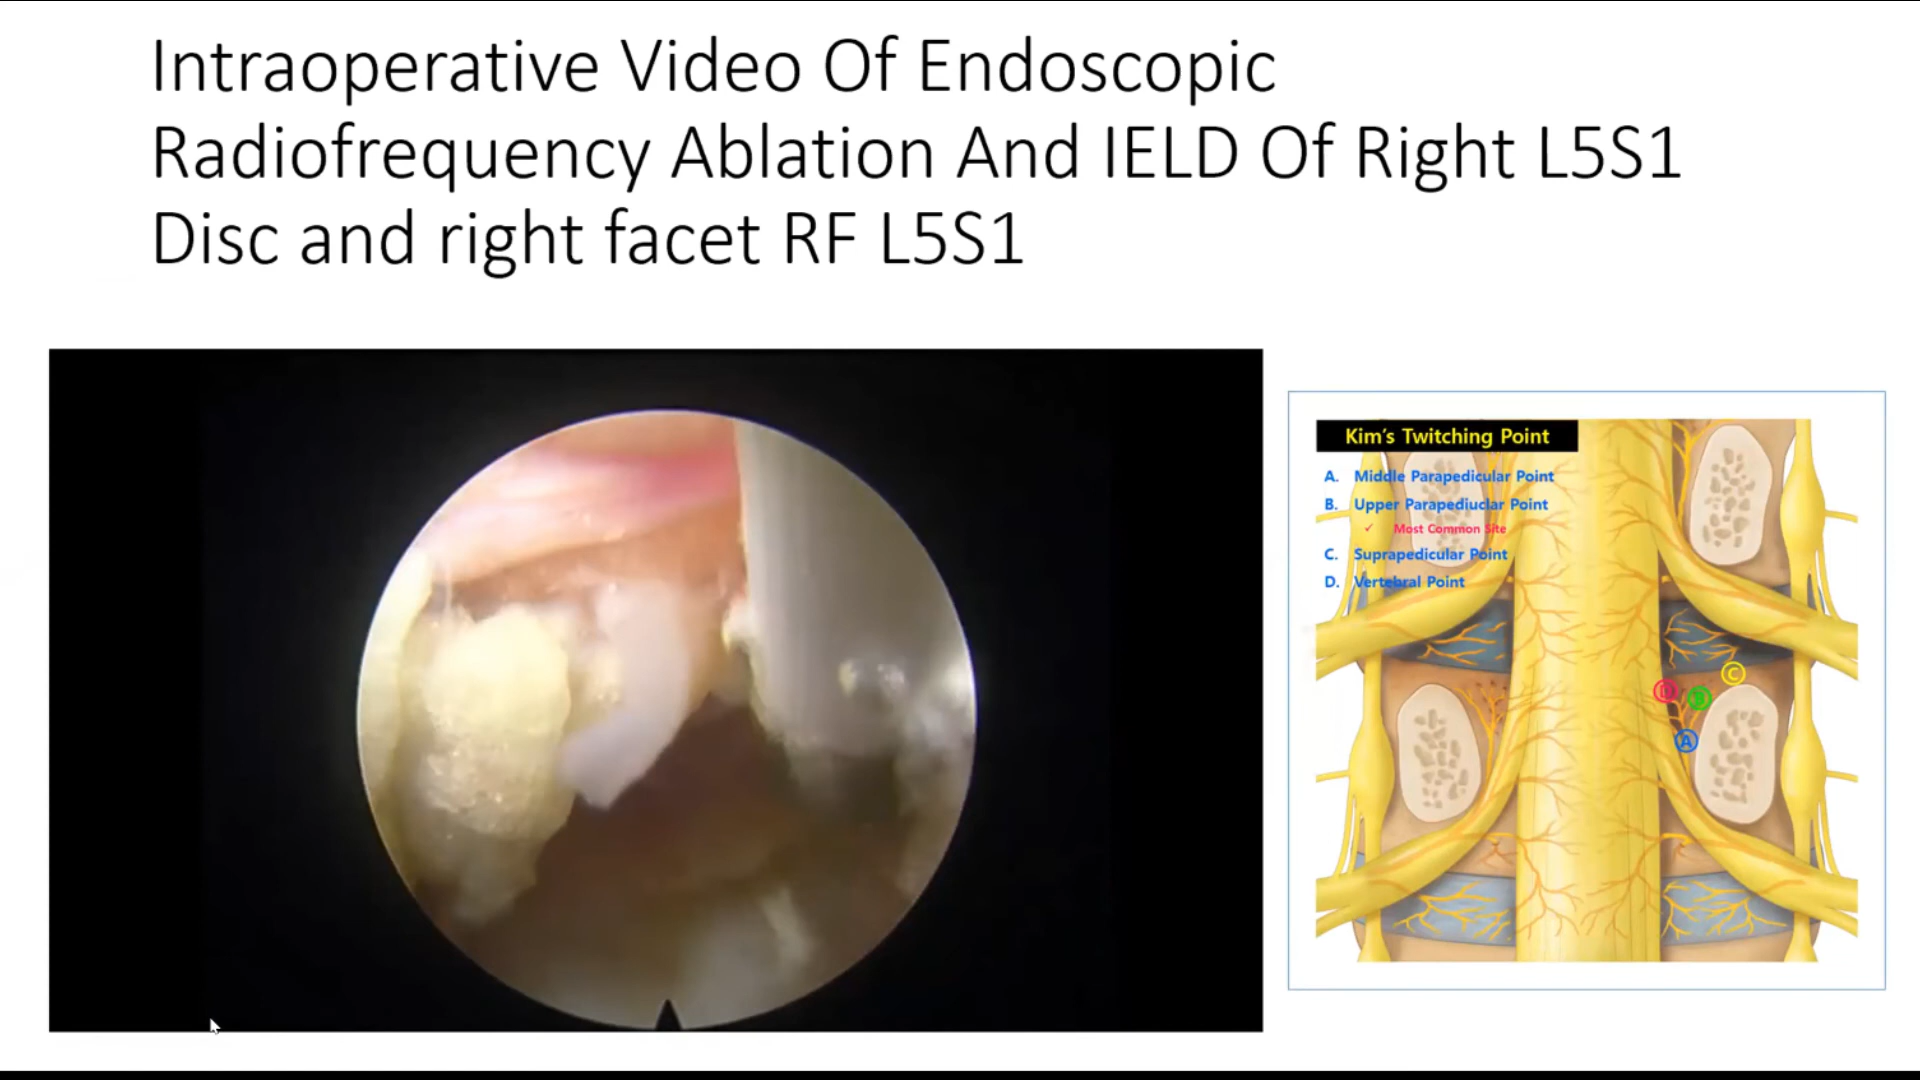 Intraoperative Video Of Endoscopic
Radiofrequency Ablation And IELD Of Right L5S1
Disc and right facet RF L5S1
Kim's Twitching Point
A. Middle Parapedicular Point
B. Upper Parapediuclar Point
✓ Most Common Site
C. Suprapedicular Point
D. Vertebral Point
C
D B
A